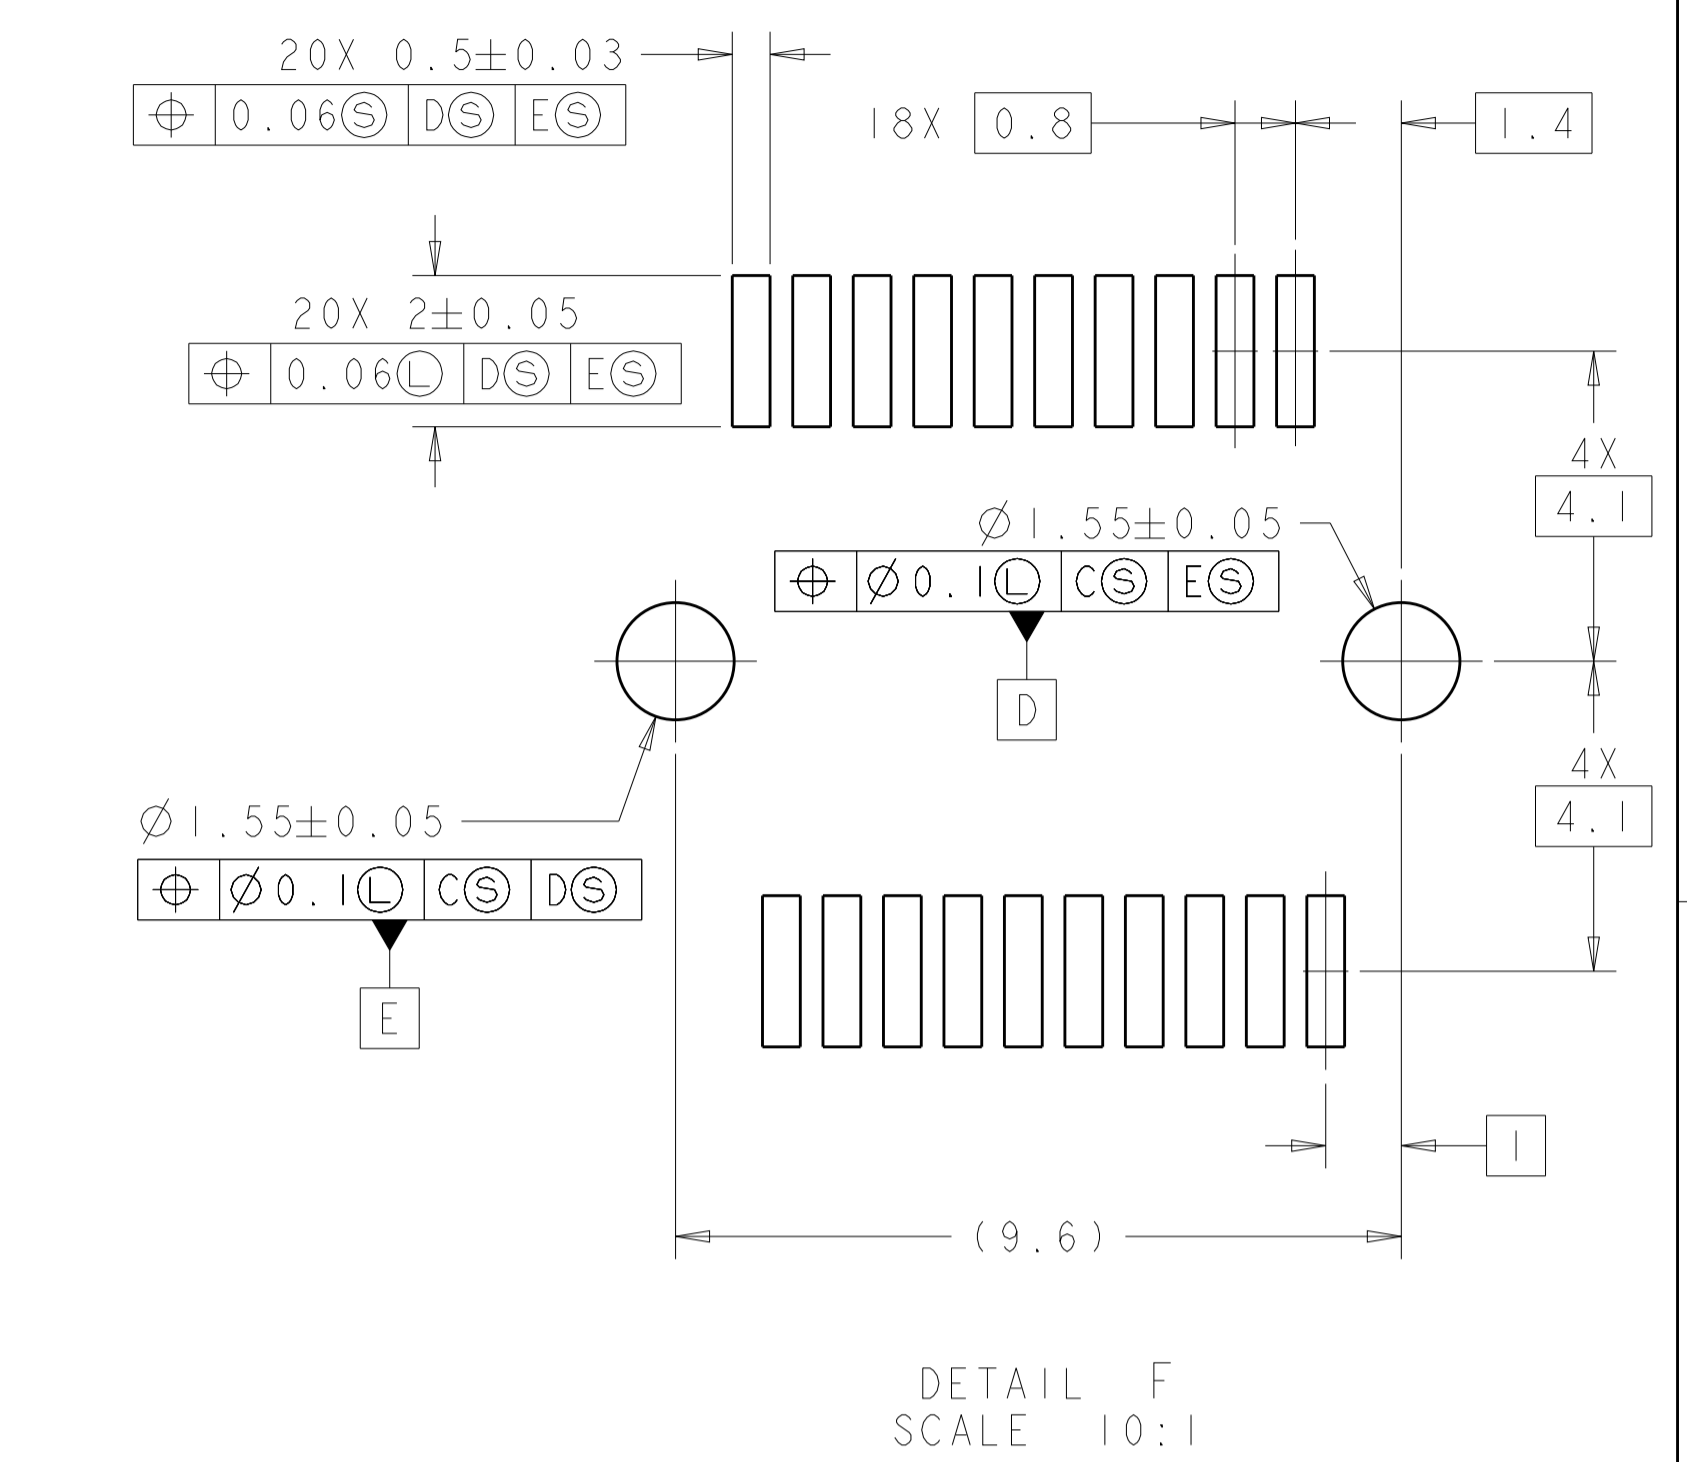 20X 0.5±0.03
⌖ 0.06Ⓢ DⓈ EⓈ
18X 0.8
1.4
20X 2±0.05
⌖ 0.06Ⓛ DⓈ EⓈ
4X
4.1
Ø1.55±0.05
⌖ Ø0.1Ⓛ CⓈ EⓈ
D
4X
4.1
Ø1.55±0.05
⌖ Ø0.1Ⓛ CⓈ DⓈ
E
1
(9.6)
DETAIL F
SCALE 10:1